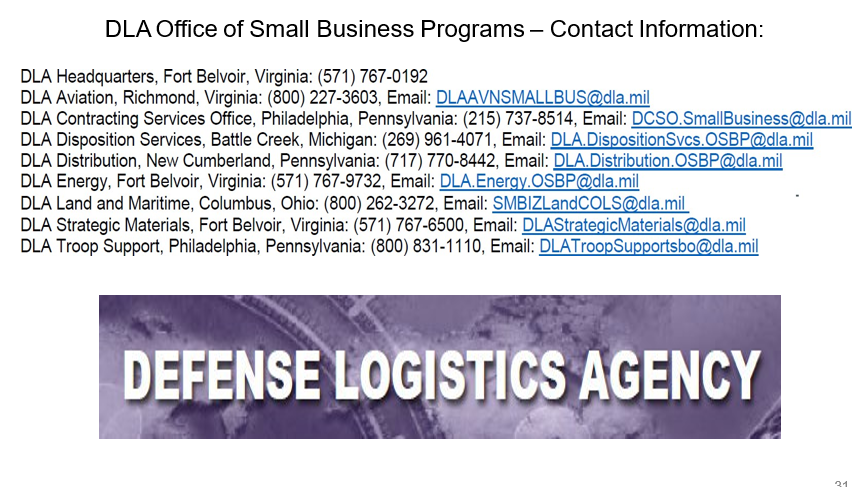 DLA Office of Small Business Programs – Contact Information:
DLA Headquarters, Fort Belvoir, Virginia: (571) 767-0192
DLA Aviation, Richmond, Virginia: (800) 227-3603, Email: DLAAVNSMALLBUS@dla.mil
DLA Contracting Services Office, Philadelphia, Pennsylvania: (215) 737-8514, Email: DCSO.SmallBusiness@dla.mil
DLA Disposition Services, Battle Creek, Michigan: (269) 961-4071, Email: DLA.DispositionSvcs.OSBP@dla.mil
DLA Distribution, New Cumberland, Pennsylvania: (717) 770-8442, Email: DLA.Distribution.OSBP@dla.mil
DLA Energy, Fort Belvoir, Virginia: (571) 767-9732, Email: DLA.Energy.OSBP@dla.mil
DLA Land and Maritime, Columbus, Ohio: (800) 262-3272, Email: SMBIZLandCOLS@dla.mil
DLA Strategic Materials, Fort Belvoir, Virginia: (571) 767-6500, Email: DLAStrategicMaterials@dla.mil
DLA Troop Support, Philadelphia, Pennsylvania: (800) 831-1110, Email: DLATroopSupportsbo@dla.mil
DEFENSE LOGISTICS AGENCY
31